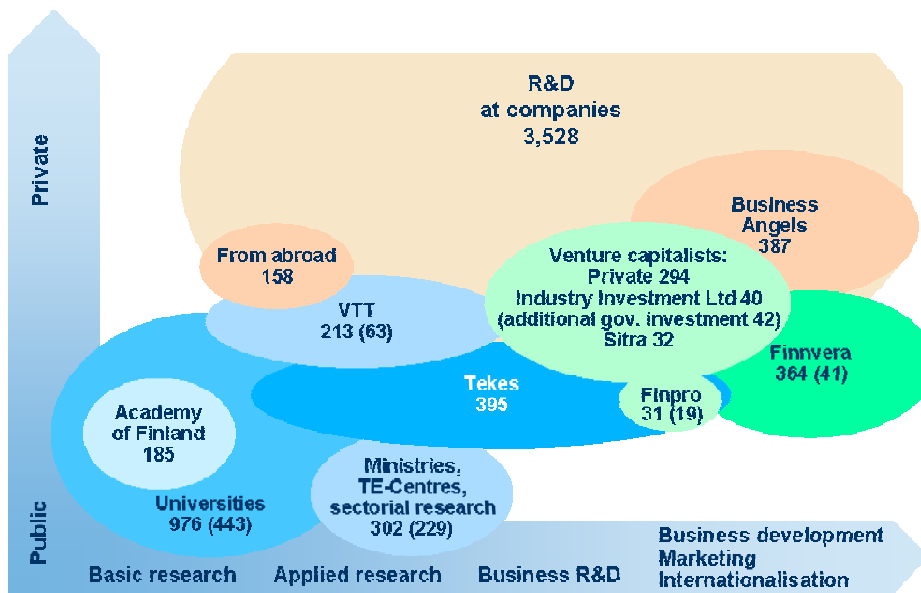 Private
Public
R&D
at companies
3,528
Business
Angels
387
From abroad
158
Venture capitalists:
Private 294
Industry Investment Ltd 40
(additional gov. investment 42)
Sitra 32
VTT
213 (63)
Finnvera
364 (41)
Tekes
395
Finpro
31 (19)
Academy
of Finland
185
Universities
976 (443)
Ministries,
TE-Centres,
sectorial research
302 (229)
Basic research
Applied research
Business R&D
Business development
Marketing
Internationalisation